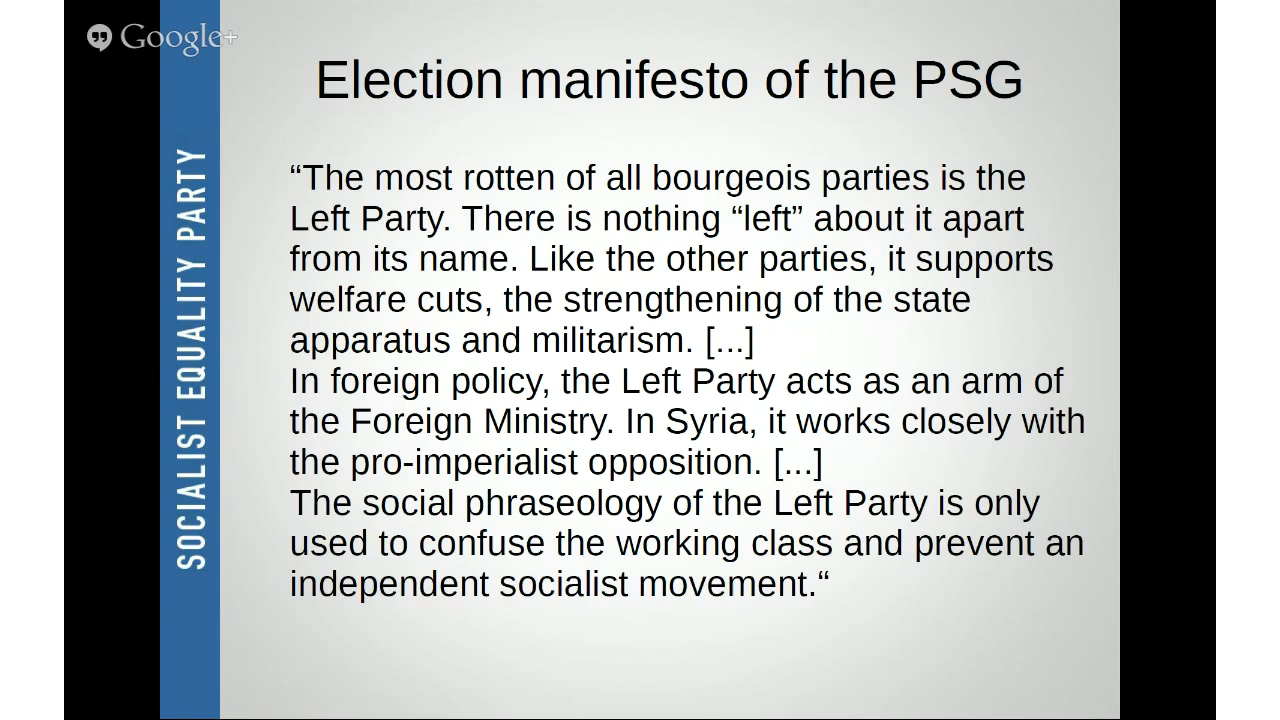 Google+
Election manifesto of the PSG
SOCIALIST EQUALITY PARTY
“The most rotten of all bourgeois parties is the
Left Party. There is nothing “left” about it apart
from its name. Like the other parties, it supports
welfare cuts, the strengthening of the state
apparatus and militarism. [...]
In foreign policy, the Left Party acts as an arm of
the Foreign Ministry. In Syria, it works closely with
the pro-imperialist opposition. [...]
The social phraseology of the Left Party is only
used to confuse the working class and prevent an
independent socialist movement.“